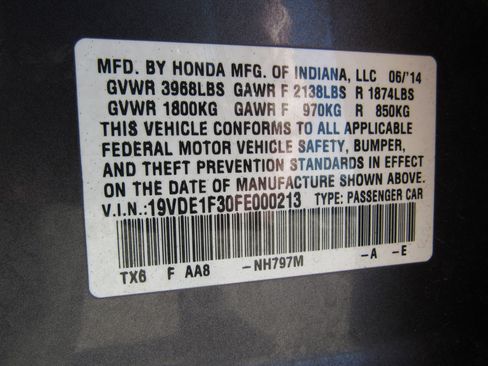 MFD. BY HONDA MFG. OF INDIANA, LLC 06/'14
GVWR 3968LBS GAWR F 2138LBS R 1874LBS
GVWR 1800KG GAWR F 970KG R 850KG
THIS VEHICLE CONFORMS TO ALL APPLICABLE
FEDERAL MOTOR VEHICLE SAFETY, BUMPER,
AND THEFT PREVENTION STANDARDS IN EFFECT
ON THE DATE OF MANUFACTURE SHOWN ABOVE.
V.I.N.:19VDE1F30FE000213 TYPE: PASSENGER CAR
TX6 F AA8 -NH797M -A -E